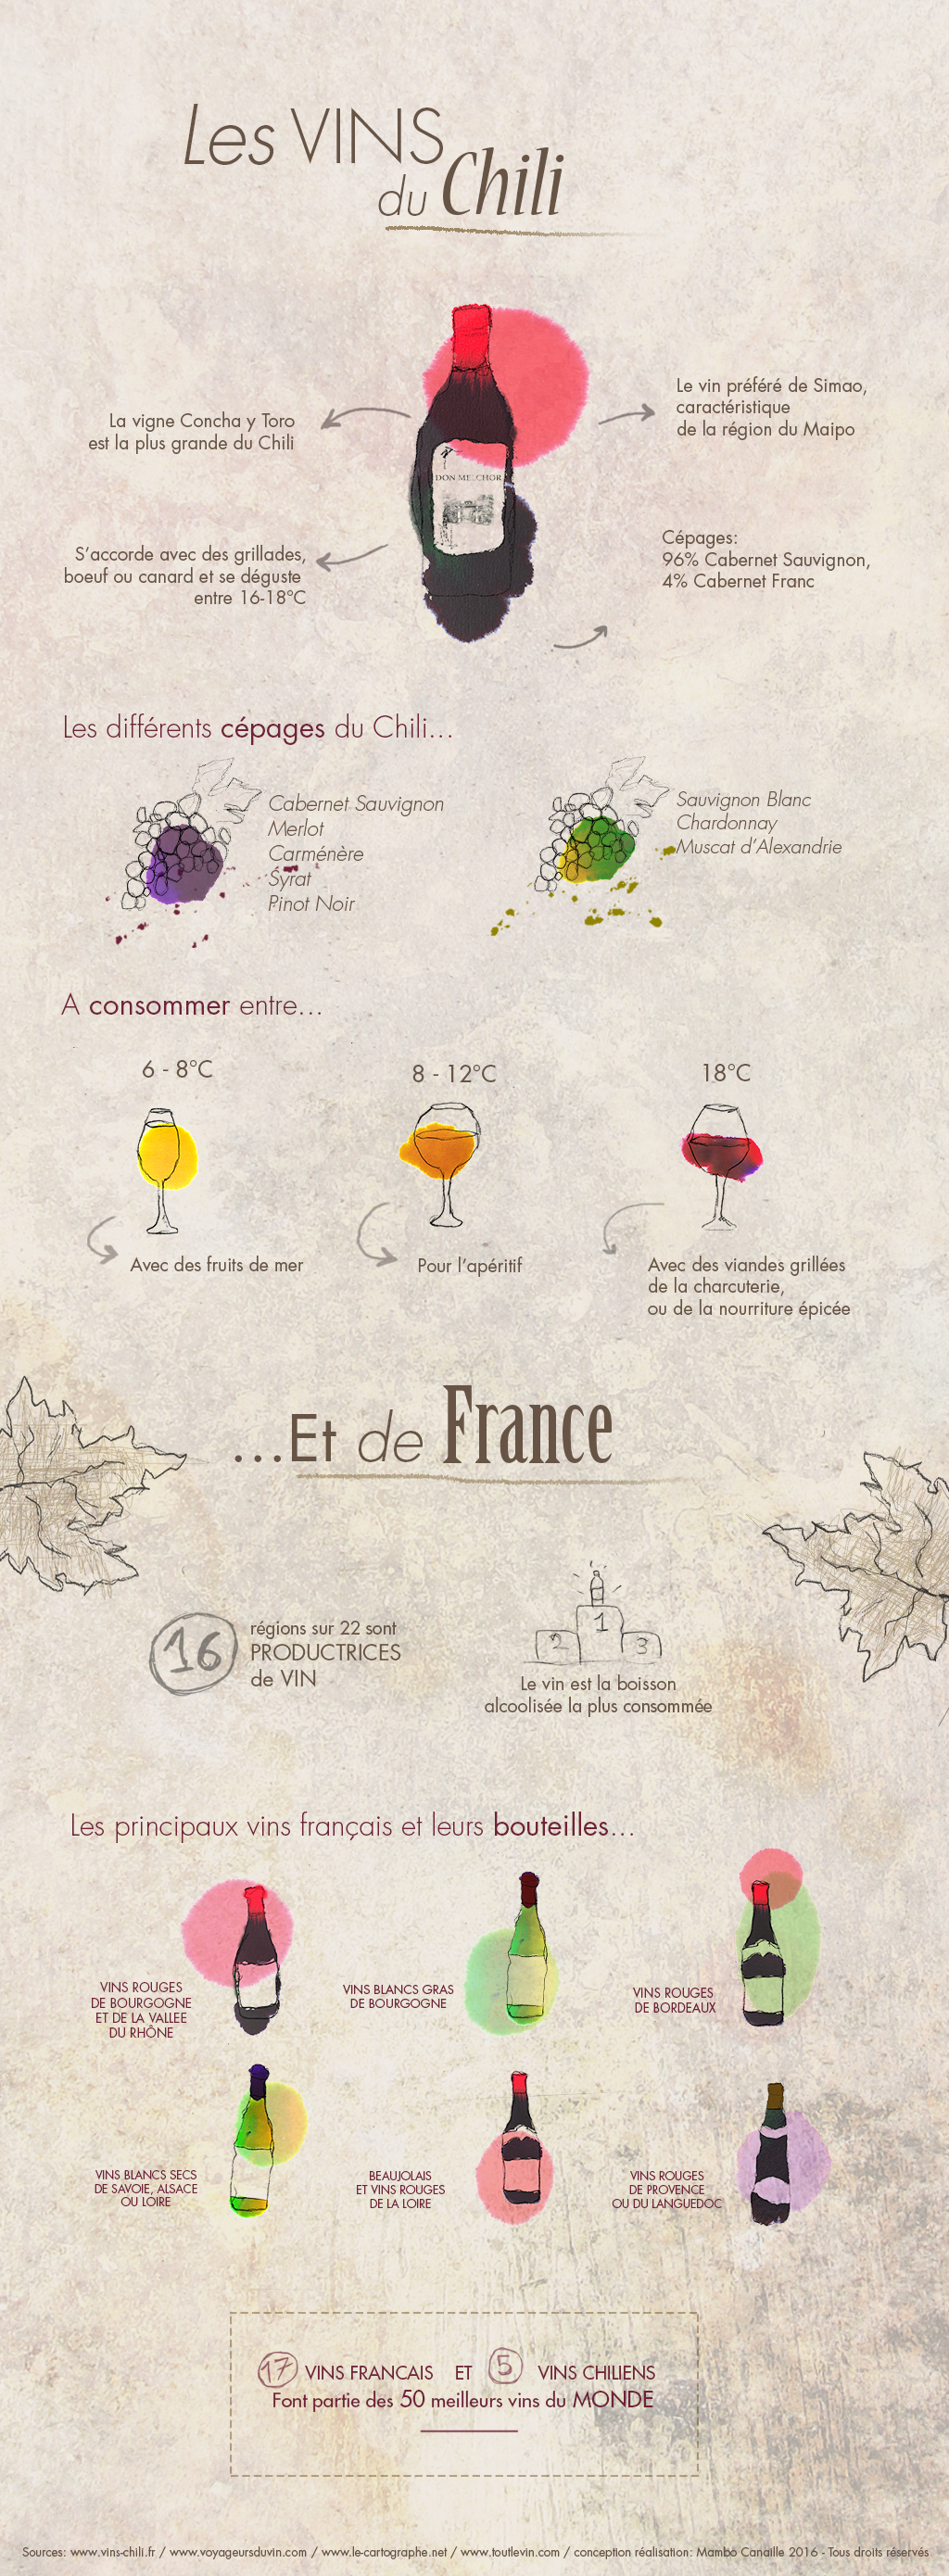 Les VINS
du Chili
La vigne Concha y Toro
est la plus grande du Chili
Le vin préféré de Simao,
caractéristique
de la région du Maipo
DON MELCHOR
S'accorde avec des grillades,
boeuf ou canard et se déguste
entre 16-18°C
Cépages:
96% Cabernet Sauvignon,
4% Cabernet Franc
Les différents cépages du Chili...
Cabernet Sauvignon
Merlot
Carménère
Syrat
Pinot Noir
Sauvignon Blanc
Chardonnay
Muscat d'Alexandrie
A consommer entre...
6 - 8°C
8 - 12°C
18°C
Avec des fruits de mer
Pour l'apéritif
Avec des viandes grillées
de la charcuterie,
ou de la nourriture épicée
...Et de France
16
régions sur 22 sont
PRODUCTRICES
de VIN
1
2
3
Le vin est la boisson
alcoolisée la plus consommée
Les principaux vins français et leurs bouteilles...
VINS ROUGES
DE BOURGOGNE
ET DE LA VALLEE
DU RHÔNE
VINS BLANCS GRAS
DE BOURGOGNE
VINS ROUGES
DE BORDEAUX
VINS BLANCS SECS
DE SAVOIE, ALSACE
OU LOIRE
BEAUJOLAIS
ET VINS ROUGES
DE LA LOIRE
VINS ROUGES
DE PROVENCE
OU DU LANGUEDOC
17 VINS FRANCAIS ET 5 VINS CHILIENS
Font partie des 50 meilleurs vins du MONDE
Sources: www.vins-chili.fr / www.voyageursduvin.com / www.le-cartographe.net / www.toutlevin.com / conception réalisation: Mambo Canaille 2016 - Tous droits réservés